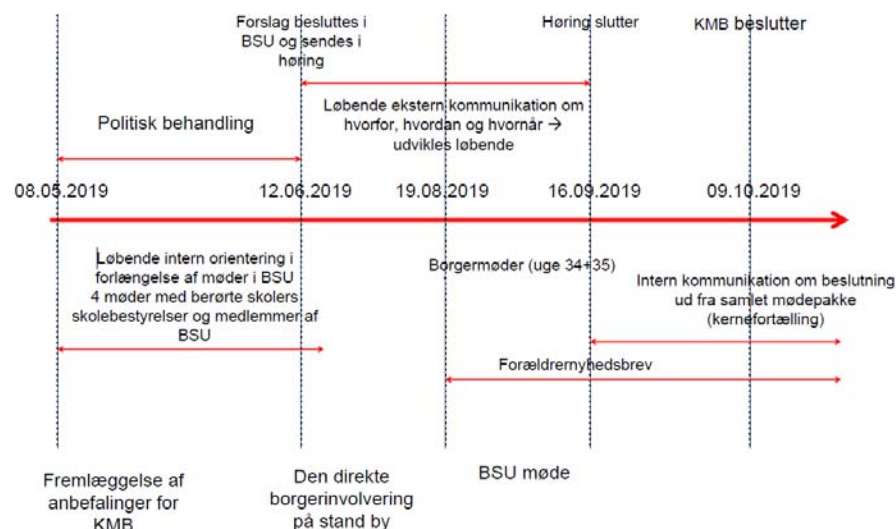 Forslag besluttes i
BSU og sendes i
høring
Høring slutter
KMB beslutter
Løbende ekstern kommunikation om
hvorfor, hvordan og hvornår →
udvikles løbende
Politisk behandling
08.05.2019
12.06.2019
19.08.2019
16.09.2019
09.10.2019
Løbende intern orientering i
forlængelse af møder i BSU
4 møder med berørte skolers
skolebestyrelser og medlemmer af
BSU
Borgermøder (uge 34+35)
Intern kommunikation om beslutning
ud fra samlet mødepakke
(kernefortælling)
Forældrernyhedsbrev
Fremlæggelse af
anbefalinger for
KMB
Den direkte
borgerinvolvering
på stand by
BSU møde